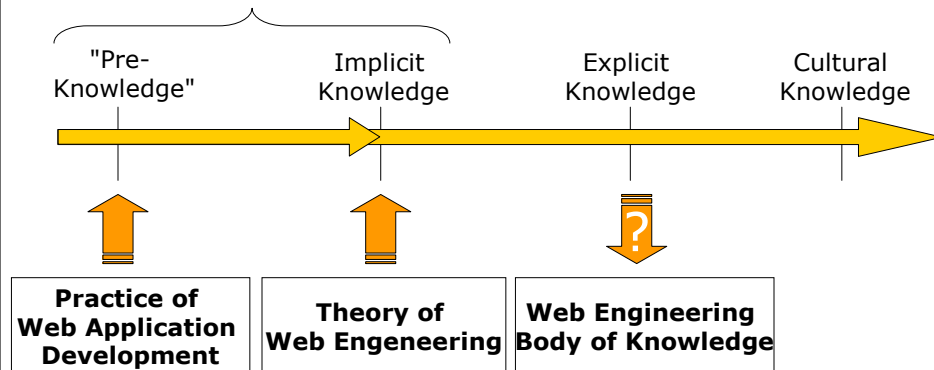 "Pre-
Knowledge"
Implicit
Knowledge
Explicit
Knowledge
Cultural
Knowledge
?
Practice of
Web Application
Development
Theory of
Web Engeneering
Web Engineering
Body of Knowledge